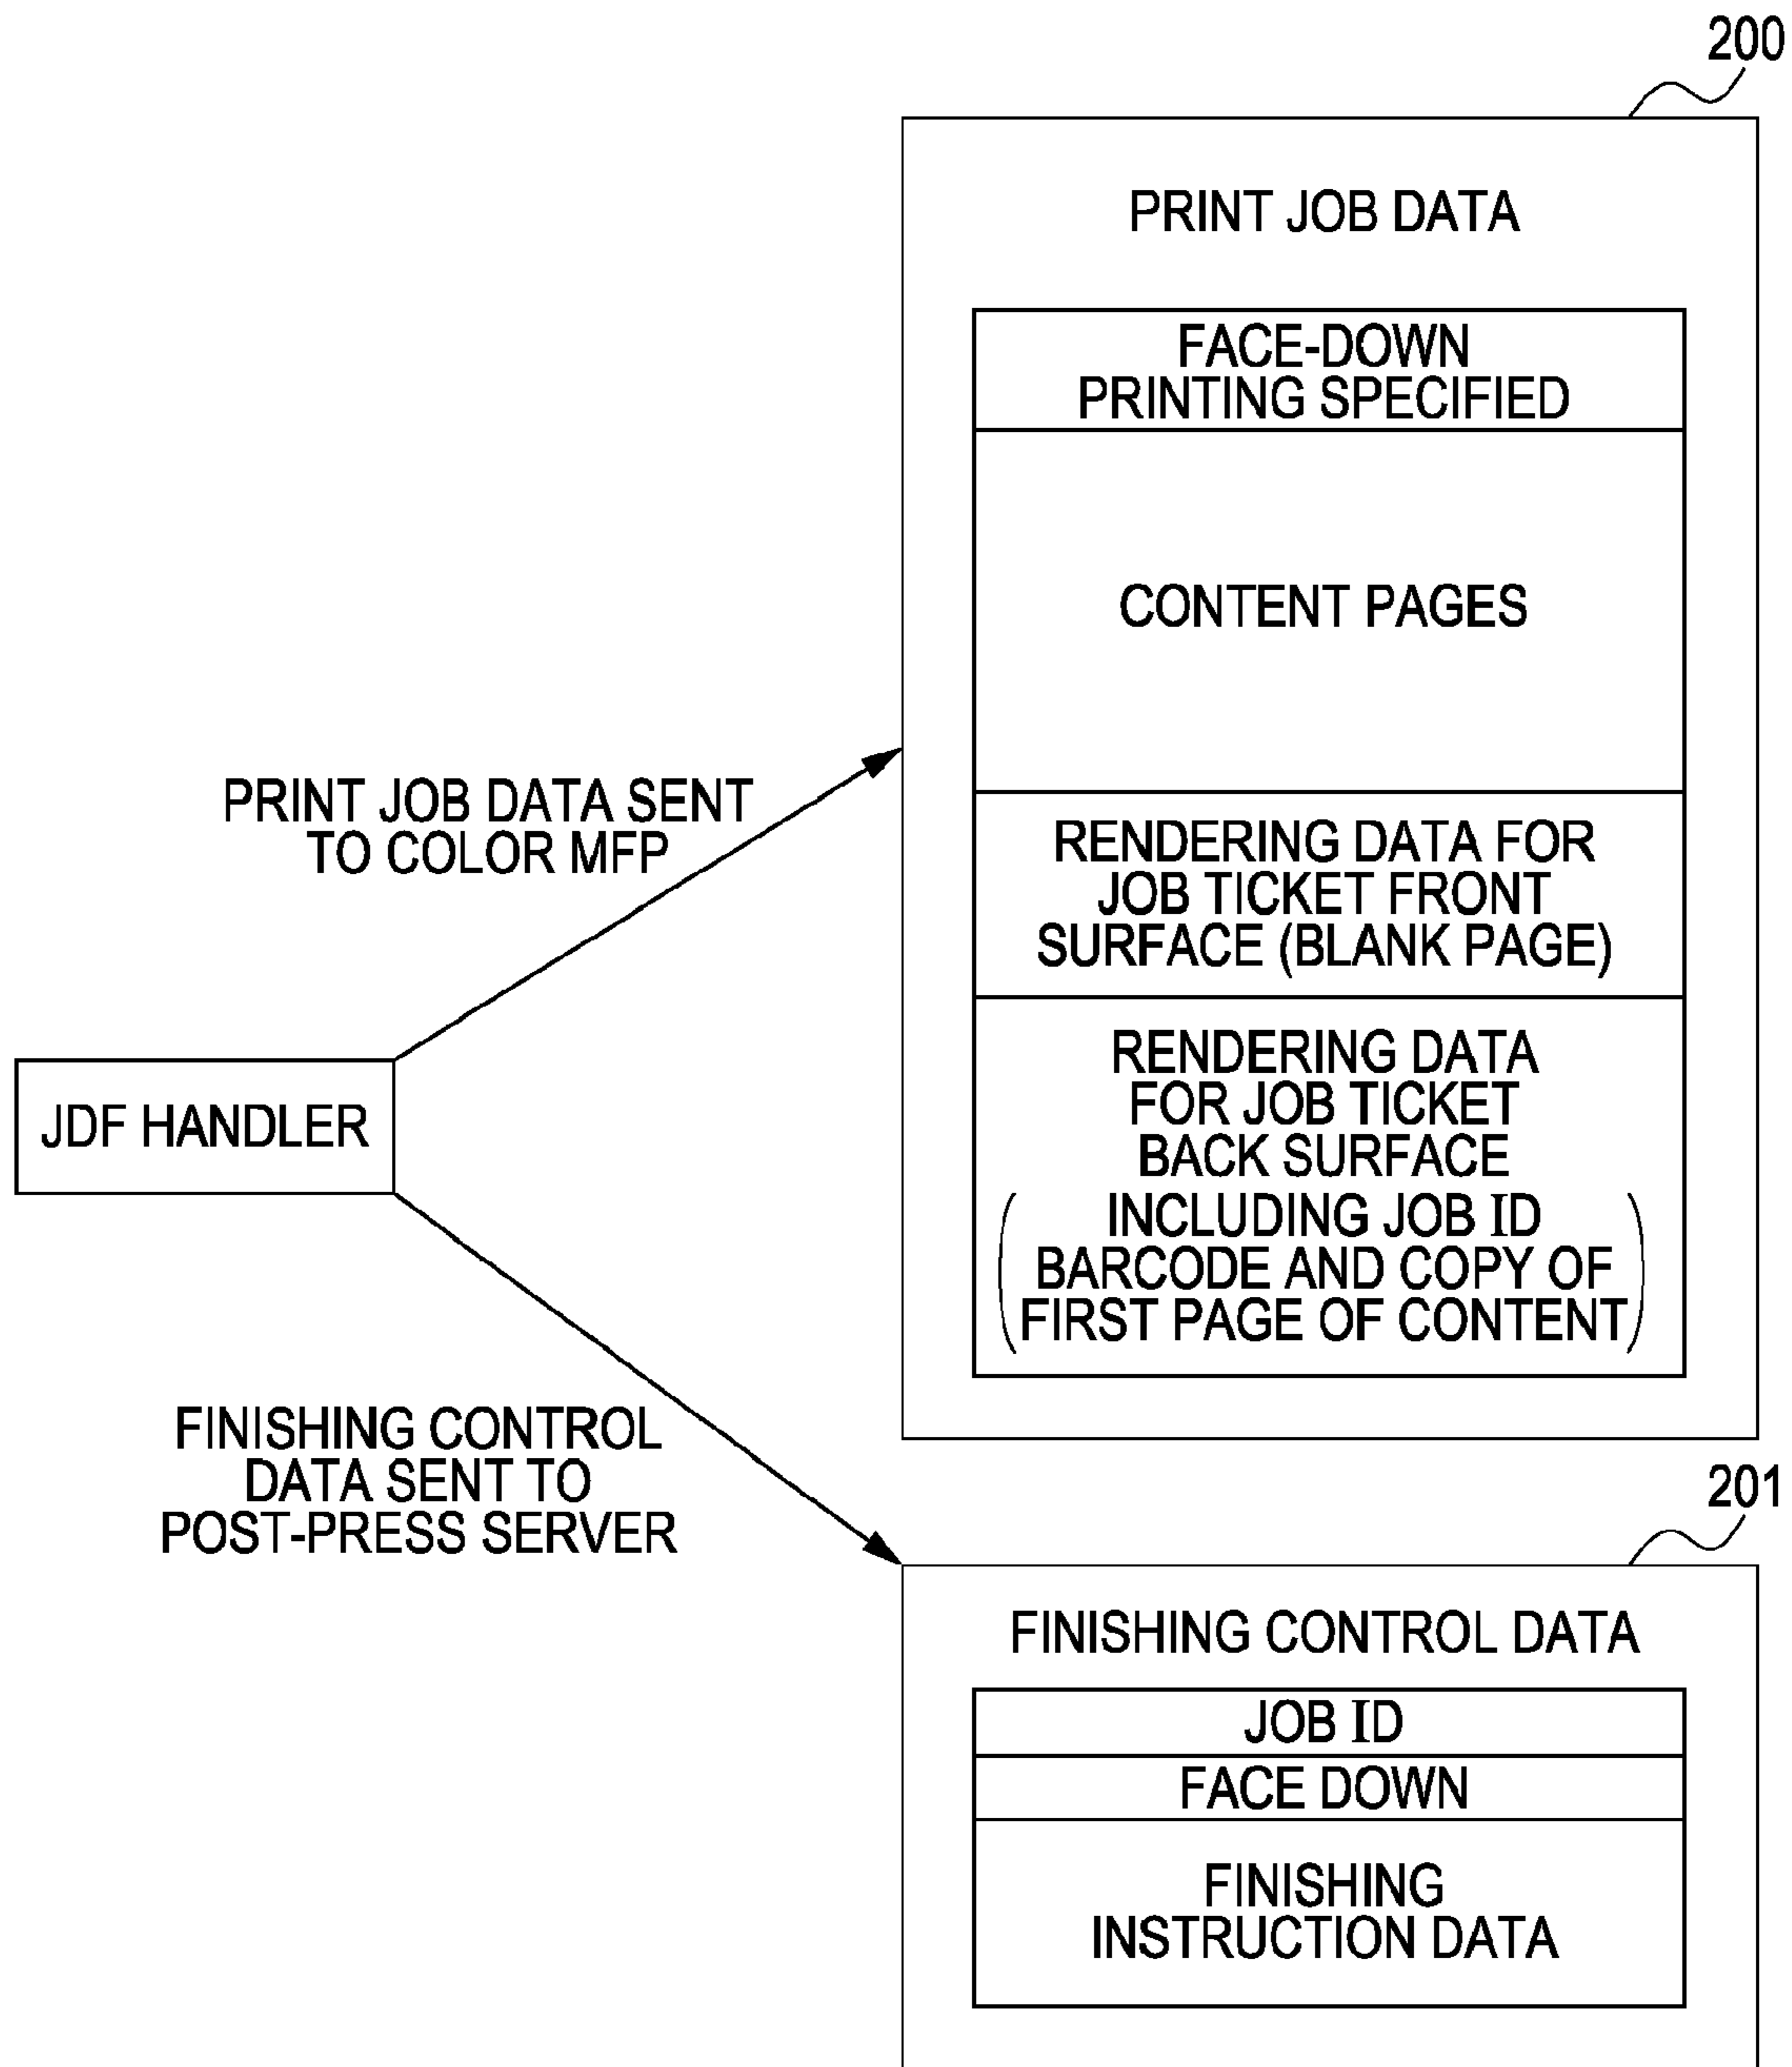 200
PRINT JOB DATA
FACE-DOWN
PRINTING SPECIFIED
CONTENT PAGES
RENDERING DATA FOR
JOB TICKET FRONT
SURFACE (BLANK PAGE)
RENDERING DATA
FOR JOB TICKET
BACK SURFACE
(INCLUDING JOB ID
BARCODE AND COPY OF
FIRST PAGE OF CONTENT)
PRINT JOB DATA SENT
TO COLOR MFP
JDF HANDLER
FINISHING CONTROL
DATA SENT TO
POST-PRESS SERVER
201
FINISHING CONTROL DATA
JOB ID
FACE DOWN
FINISHING
INSTRUCTION DATA